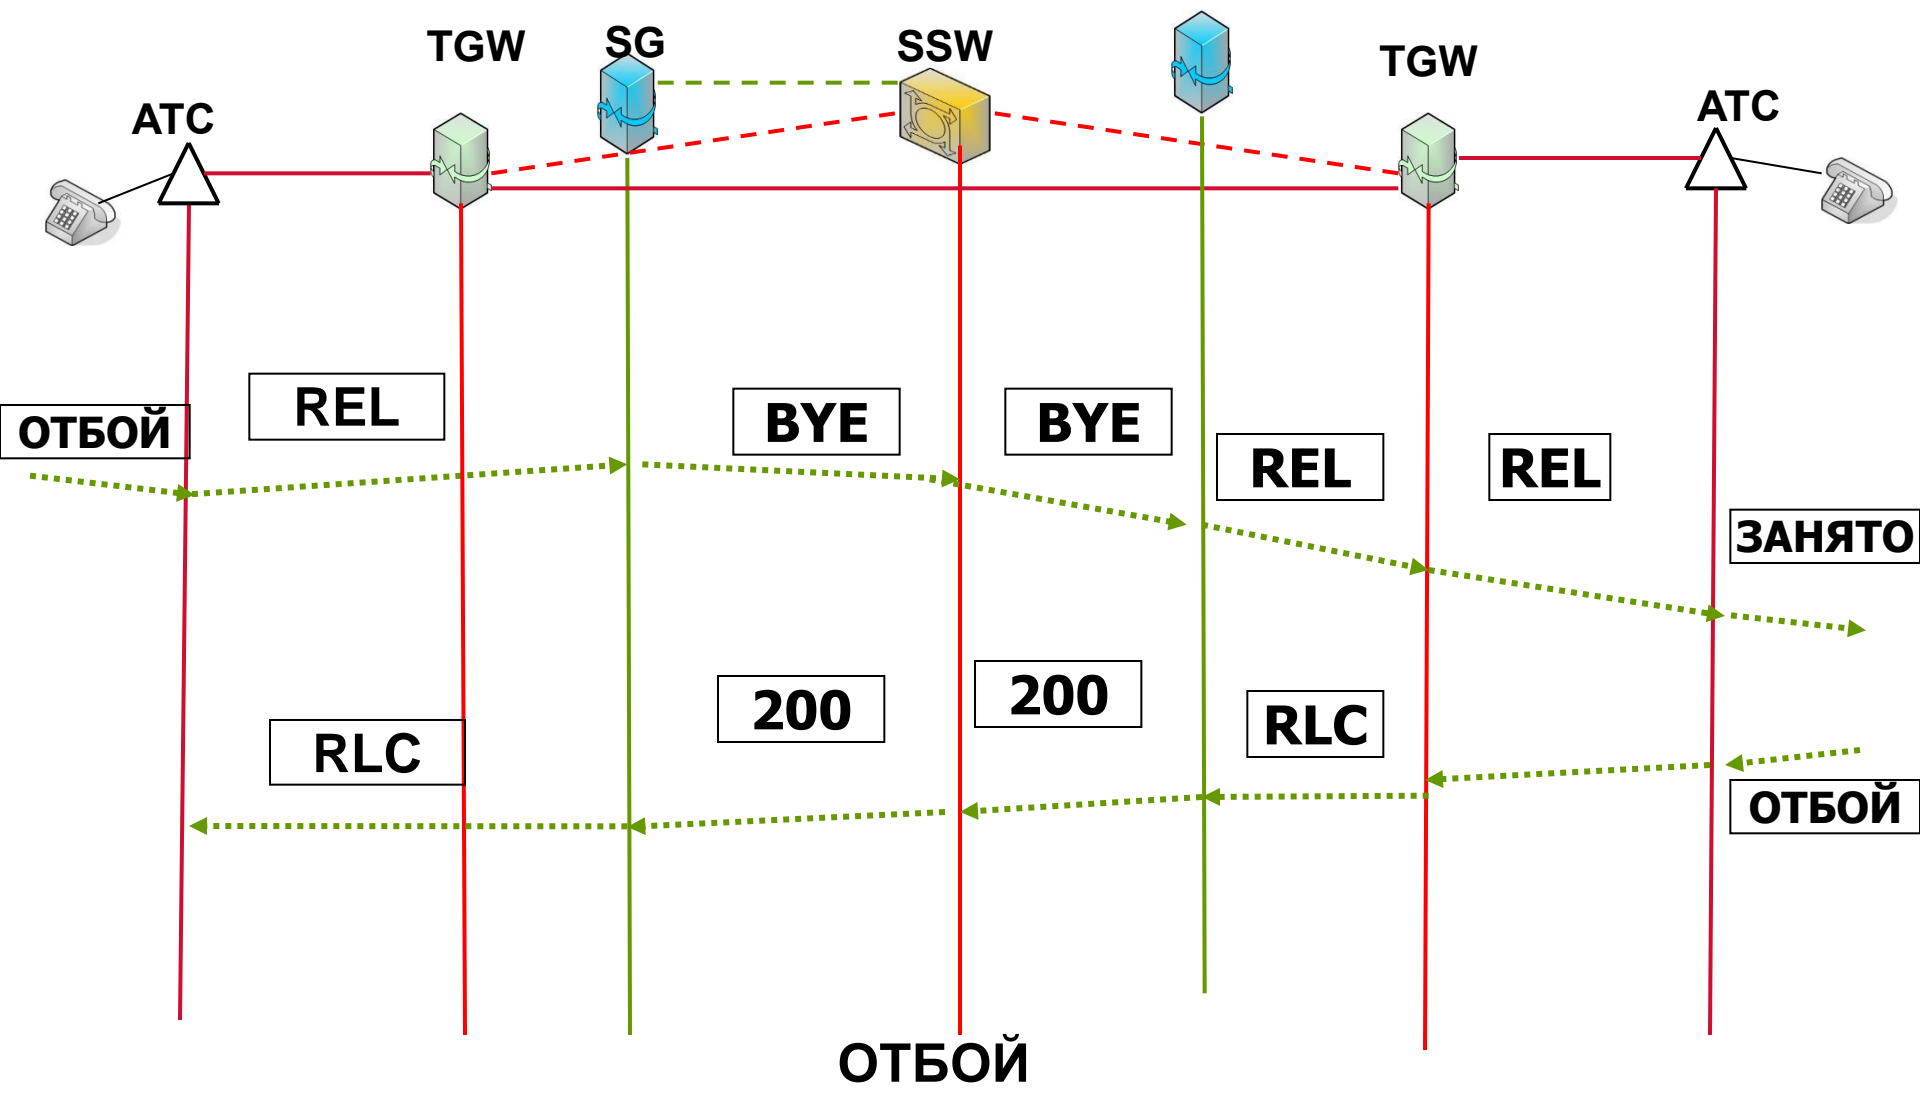 TGW
SG
SSW
TGW
АТС
АТС
ОТБОЙ
REL
BYE
BYE
REL
REL
ЗАНЯТО
RLC
200
200
RLC
ОТБОЙ
ОТБОЙ